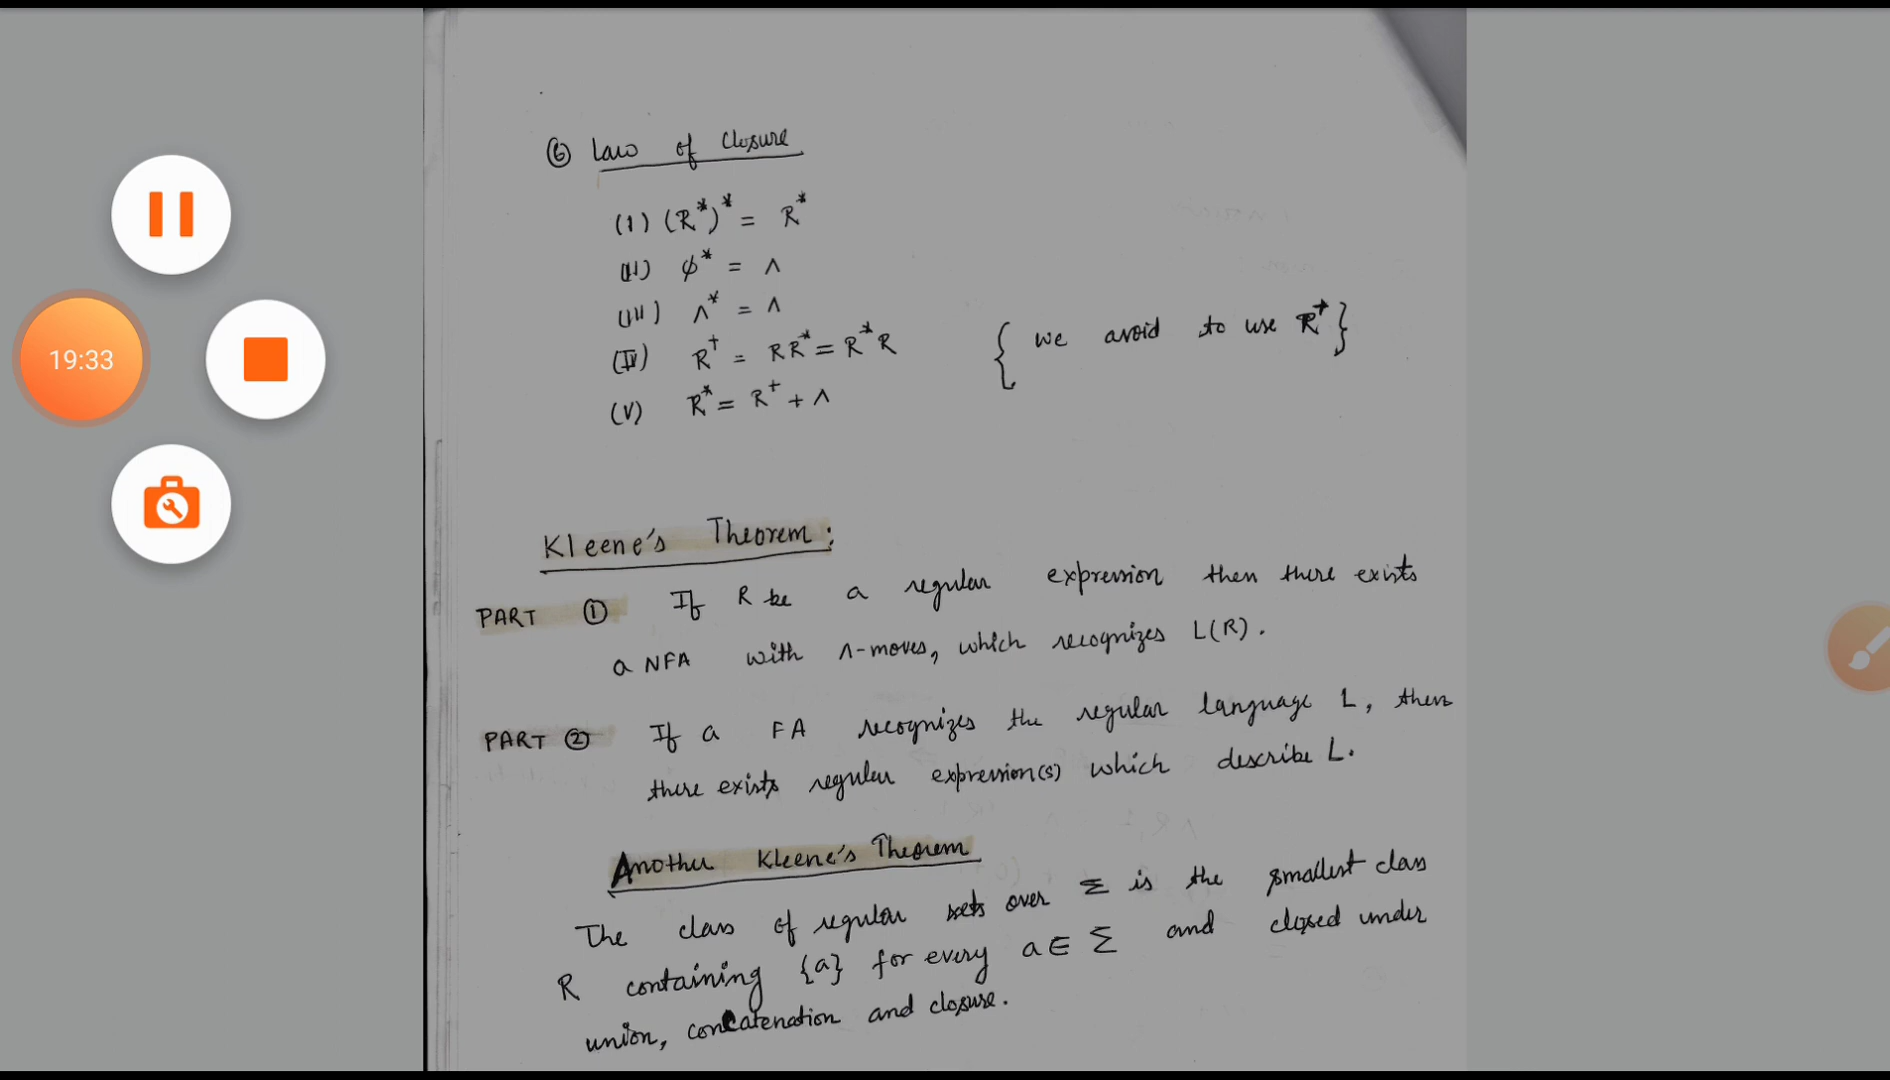 ⑥ Law of Closure
(I) (R*)* = R*
(II) φ* = ∧
(III) ∧* = ∧
(IV) R⁺ = RR* = R*R { we avoid to use R⁺ }
(V) R* = R⁺ + ∧
19:33
Kleene's Theorem :
PART ① If R be a regular expression then there exists
a NFA with ∧-moves, which recognizes L(R).
PART ② If a FA recognizes the regular language L, then
there exists regular expression(s) which describe L.
Another Kleene's Theorem
The class of regular sets over Σ is the smallest class
R containing {a} for every a ∈ Σ and closed under
union, concatenation and closure.